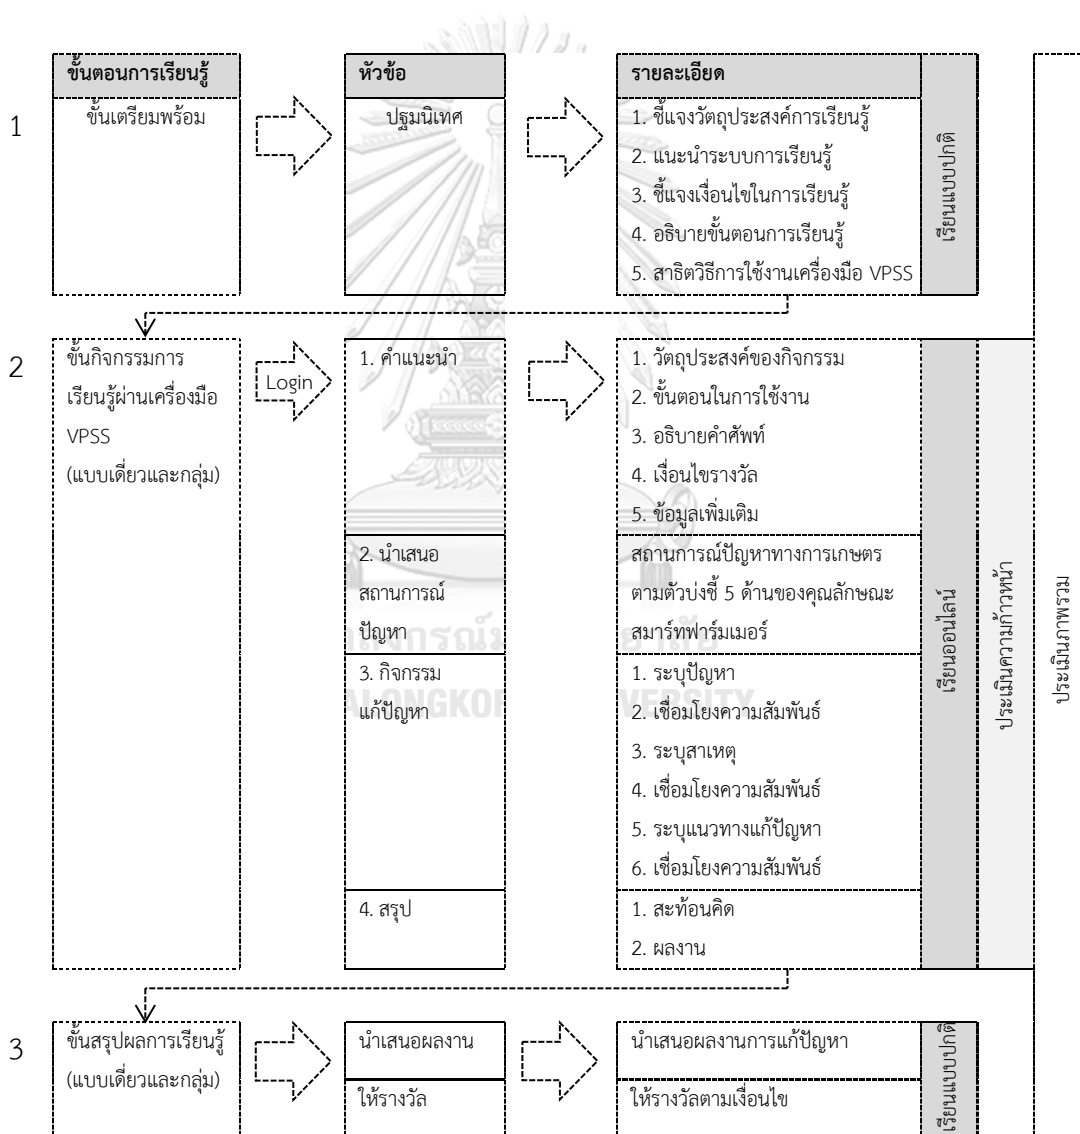 ขั้นตอนการเรียนรู้
หัวข้อ
รายละเอียด
1
ขั้นเตรียมพร้อม
ปฐมนิเทศ
1. ชี้แจงวัตถุประสงค์การเรียนรู้
2. แนะนำระบบการเรียนรู้
3. ชี้แจงเงื่อนไขในการเรียนรู้
4. อธิบายขั้นตอนการเรียนรู้
5. สาธิตวิธีการใช้งานเครื่องมือ VPSS
เรียนแบบปกติ
2
ขั้นกิจกรรมการ
เรียนรู้ผ่านเครื่องมือ
VPSS
(แบบเดี่ยวและกลุ่ม)
Login
1. คำแนะนำ
1. วัตถุประสงค์ของกิจกรรม
2. ขั้นตอนในการใช้งาน
3. อธิบายคำศัพท์
4. เงื่อนไขรางวัล
5. ข้อมูลเพิ่มเติม
2. นำเสนอ
สถานการณ์
ปัญหา
สถานการณ์ปัญหาทางการเกษตร
ตามตัวบ่งชี้ 5 ด้านของคุณลักษณะ
สมาร์ทฟาร์มเมอร์
3. กิจกรรม
แก้ปัญหา
1. ระบุปัญหา
2. เชื่อมโยงความสัมพันธ์
3. ระบุสาเหตุ
4. เชื่อมโยงความสัมพันธ์
5. ระบุแนวทางแก้ปัญหา
6. เชื่อมโยงความสัมพันธ์
4. สรุป
1. สะท้อนคิด
2. ผลงาน
เรียนออนไลน์
ประเมินความก้าวหน้า
ประเมินภาพรวม
3
ขั้นสรุปผลการเรียนรู้
(แบบเดี่ยวและกลุ่ม)
นำเสนอผลงาน
นำเสนอผลงานการแก้ปัญหา
ให้รางวัล
ให้รางวัลตามเงื่อนไข
เรียนแบบปกติ